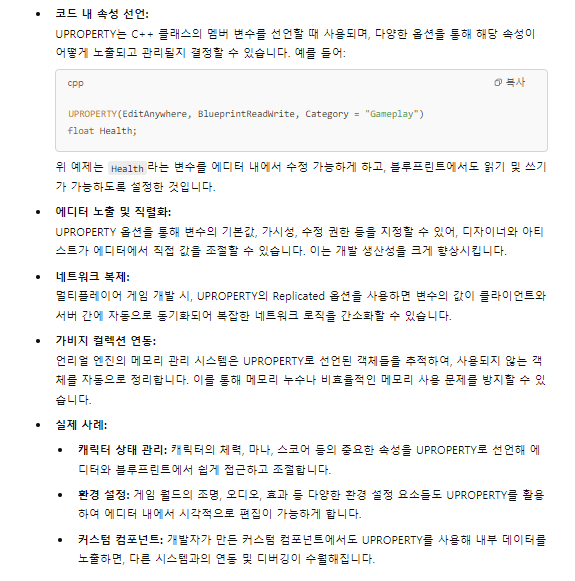 코드 내 속성 선언:
UPROPERTY는 C++ 클래스의 멤버 변수를 선언할 때 사용되며, 다양한 옵션을 통해 해당 속성이
어떻게 노출되고 관리될지 결정할 수 있습니다. 예를 들어:
cpp 복사
UPROPERTY(EditAnywhere, BlueprintReadWrite, Category = "Gameplay")
float Health;
위 예제는 Health라는 변수를 에디터 내에서 수정 가능하게 하고, 블루프린트에서도 읽기 및 쓰기
가 가능하도록 설정한 것입니다.
에디터 노출 및 직렬화:
UPROPERTY 옵션을 통해 변수의 기본값, 가시성, 수정 권한 등을 지정할 수 있어, 디자이너와 아티
스트가 에디터에서 직접 값을 조절할 수 있습니다. 이는 개발 생산성을 크게 향상시킵니다.
네트워크 복제:
멀티플레이어 게임 개발 시, UPROPERTY의 Replicated 옵션을 사용하면 변수의 값이 클라이언트와
서버 간에 자동으로 동기화되어 복잡한 네트워크 로직을 간소화할 수 있습니다.
가비지 컬렉션 연동:
언리얼 엔진의 메모리 관리 시스템은 UPROPERTY로 선언된 객체들을 추적하여, 사용되지 않는 객
체를 자동으로 정리합니다. 이를 통해 메모리 누수나 비효율적인 메모리 사용 문제를 방지할 수 있
습니다.
실제 사례:
캐릭터 상태 관리: 캐릭터의 체력, 마나, 스코어 등의 중요한 속성을 UPROPERTY로 선언해 에
디터와 블루프린트에서 쉽게 접근하고 조절합니다.
환경 설정: 게임 월드의 조명, 오디오, 효과 등 다양한 환경 설정 요소들도 UPROPERTY를 활용
하여 에디터 내에서 시각적으로 편집이 가능하게 합니다.
커스텀 컴포넌트: 개발자가 만든 커스텀 컴포넌트에서도 UPROPERTY를 사용해 내부 데이터를
노출하면, 다른 시스템과의 연동 및 디버깅이 수월해집니다.